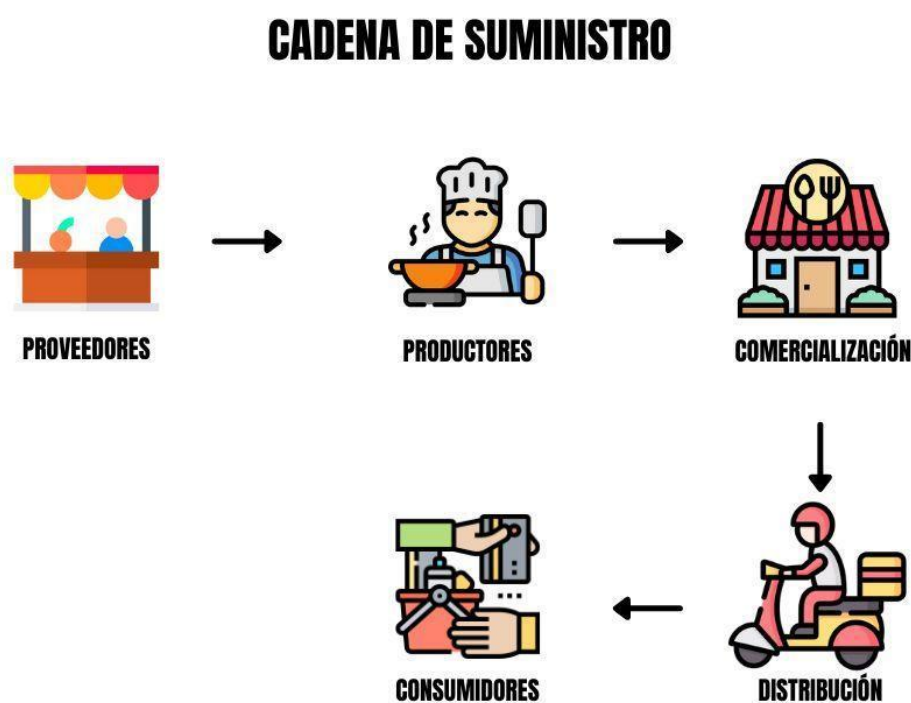 CADENA DE SUMINISTRO
PROVEEDORES
PRODUCTORES
COMERCIALIZACIÓN
CONSUMIDORES
DISTRIBUCIÓN